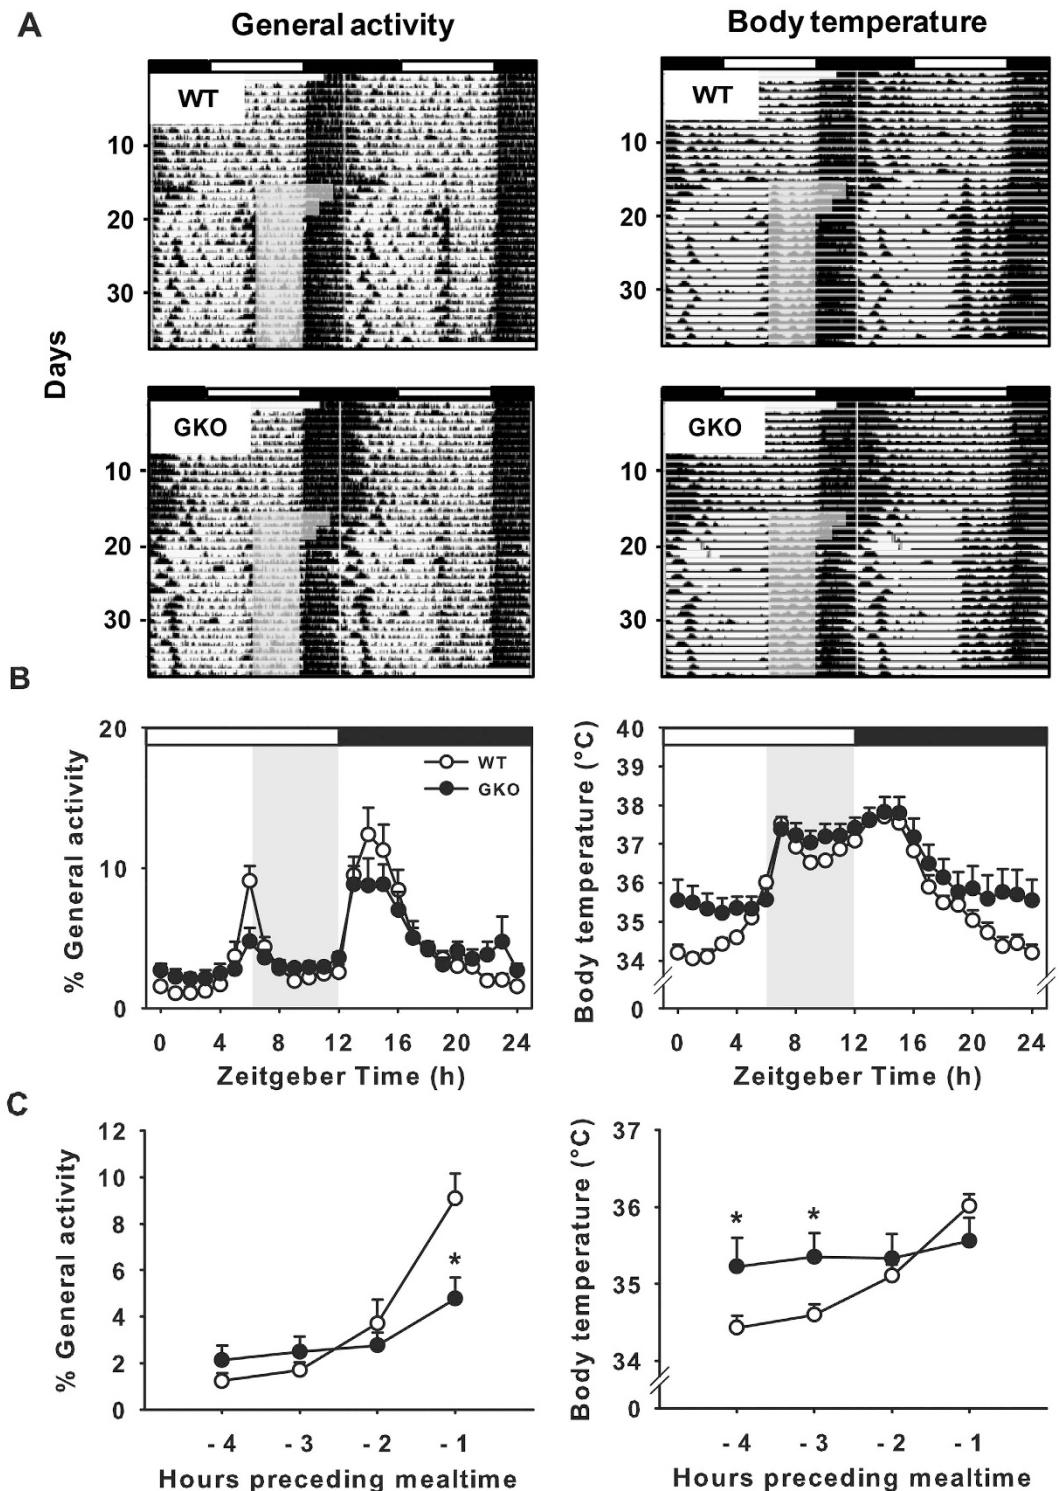 A
General activity
Body temperature
WT
WT
10
20
30
10
20
30
Days
GKO
GKO
10
20
30
10
20
30
B
% General activity
20
10
0
WT
GKO
0 4 8 12 16 20 24
Zeitgeber Time (h)
Body temperature (°C)
40
39
38
37
36
35
34
0
0 4 8 12 16 20 24
Zeitgeber Time (h)
C
% General activity
12
10
8
6
4
2
0
*
- 4 - 3 - 2 - 1
Hours preceding mealtime
Body temperature (°C)
37
36
35
34
0
* *
- 4 - 3 - 2 - 1
Hours preceding mealtime